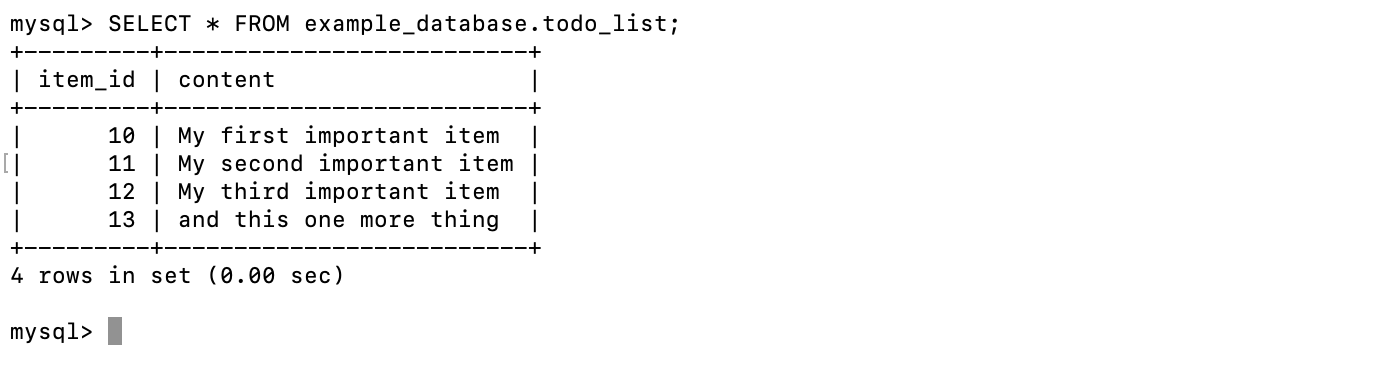 mysql> SELECT * FROM example_database.todo_list;
+---------+--------------------------+
| item_id | content                  |
+---------+--------------------------+
|      10 | My first important item  |
[|      11 | My second important item |
|      12 | My third important item  |
|      13 | and this one more thing  |
+---------+--------------------------+
4 rows in set (0.00 sec)
mysql>